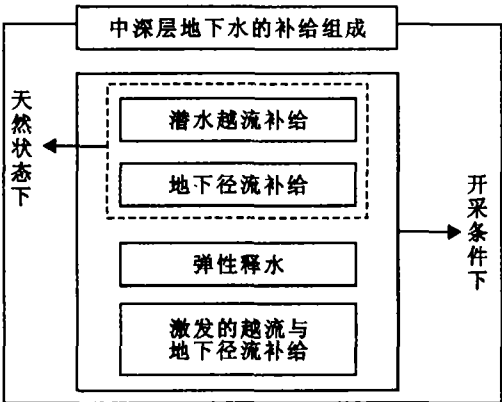 中深层地下水的补给组成
天然状态下
潜水越流补给
地下径流补给
弹性释水
激发的越流与
地下径流补给
开采条件下